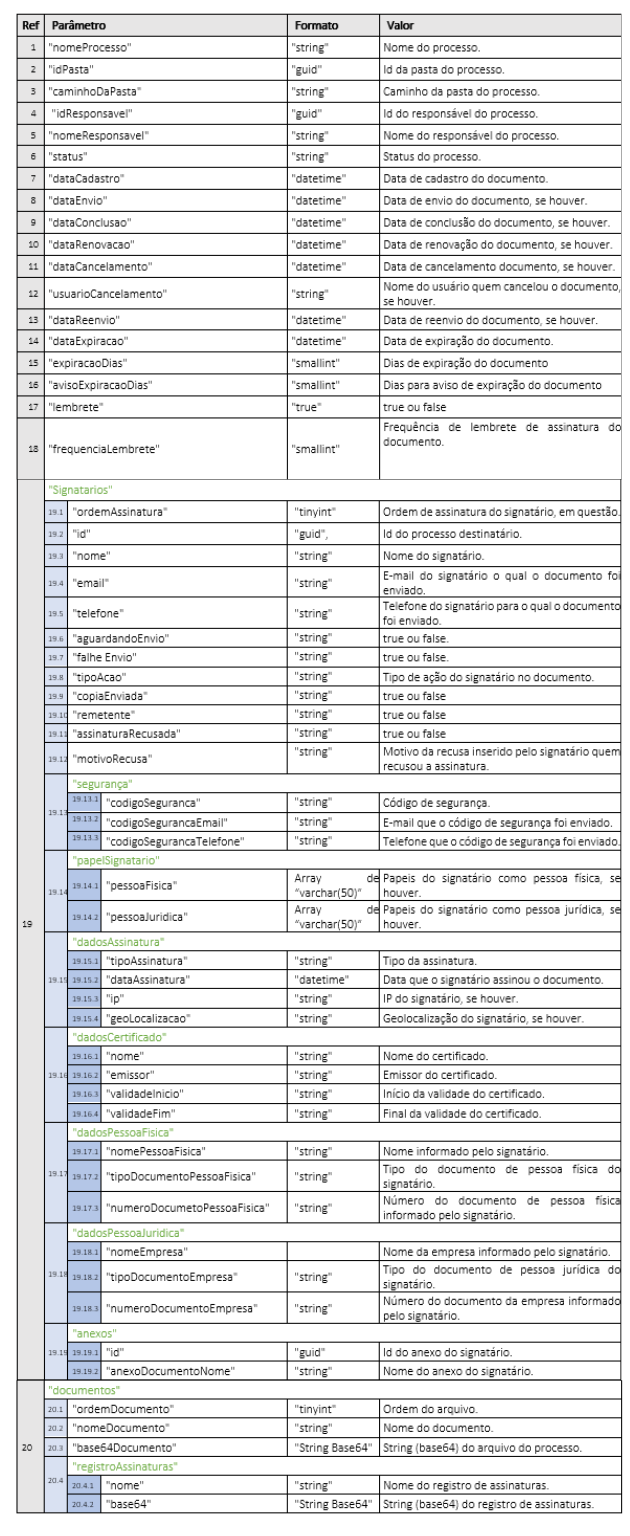 Ref Parâmetro Formato Valor
1 "nomeProcesso" "string" Nome do processo.
2 "idPasta" "guid" Id da pasta do processo.
3 "caminhoDaPasta" "string" Caminho da pasta do processo.
4 "idResponsavel" "guid" Id do responsável do processo.
5 "nomeResponsavel" "string" Nome do responsável do processo.
6 "status" "string" Status do processo.
7 "dataCadastro" "datetime" Data de cadastro do documento.
8 "dataEnvio" "datetime" Data de envio do documento, se houver.
9 "dataConclusao" "datetime" Data de conclusão do documento, se houver.
10 "dataRenovacao" "datetime" Data de renovação do documento, se houver.
11 "dataCancelamento" "datetime" Data de cancelamento documento, se houver.
12 "usuarioCancelamento" "string" Nome do usuário quem cancelou o documento,
se houver.
13 "dataReenvio" "datetime" Data de reenvio do documento, se houver.
14 "dataExpiracao" "datetime" Data de expiração do documento.
15 "expiracaoDias" "smallint" Dias de expiração do documento
16 "avisoExpiracaoDias" "smallint" Dias para aviso de expiração do documento
17 "lembrete" "true" true ou false
18 "frequenciaLembrete" "smallint" Frequência de lembrete de assinatura do
documento.
19 "Signatarios"
19.1 "ordemAssinatura" "tinyint" Ordem de assinatura do signatário, em questão.
19.2 "id" "guid", Id do processo destinatário.
19.3 "nome" "string" Nome do signatário.
19.4 "email" "string" E-mail do signatário o qual o documento foi
enviado.
19.5 "telefone" "string" Telefone do signatário para o qual o documento
foi enviado.
19.6 "aguardandoEnvio" "string" true ou false.
19.7 "falhe Envio" "string" true ou false.
19.8 "tipoAcao" "string" Tipo de ação do signatário no documento.
19.9 "copiaEnviada" "string" true ou false
19.10 "remetente" "string" true ou false
19.11 "assinaturaRecusada" "string" true ou false
19.12 "motivoRecusa" "string" Motivo da recusa inserido pelo signatário quem
recusou a assinatura.
19.13 "segurança"
19.13.1 "codigoSeguranca" "string" Código de segurança.
19.13.2 "codigoSegurancaEmail" "string" E-mail que o código de segurança foi enviado.
19.13.3 "codigoSegurancaTelefone" "string" Telefone que o código de segurança foi enviado.
19.14 "papelSignatario"
19.14.1 "pessoaFisica" Array de "varchar(50)" Papeis do signatário como pessoa física, se
houver.
19.14.2 "pessoaJuridica" Array de "varchar(50)" Papeis do signatário como pessoa jurídica, se
houver.
19.15 "dadosAssinatura"
19.15.1 "tipoAssinatura" "string" Tipo da assinatura.
19.15.2 "dataAssinatura" "datetime" Data que o signatário assinou o documento.
19.15.3 "ip" "string" IP do signatário, se houver.
19.15.4 "geoLocalizacao" "string" Geolocalização do signatário, se houver.
19.16 "dadosCertificado"
19.16.1 "nome" "string" Nome do certificado.
19.16.2 "emissor" "string" Emissor do certificado.
19.16.3 "validadeInicio" "string" Início da validade do certificado.
19.16.4 "validadeFim" "string" Final da validade do certificado.
19.17 "dadosPessoaFisica"
19.17.1 "nomePessoaFisica" "string" Nome informado pelo signatário.
19.17.2 "tipoDocumentoPessoaFisica" "string" Tipo do documento de pessoa física do
signatário.
19.17.3 "numeroDocumetoPessoaFisica" "string" Número do documento de pessoa física
informado pelo signatário.
19.18 "dadosPessoaJuridica"
19.18.1 "nomeEmpresa" Nome da empresa informado pelo signatário.
19.18.2 "tipoDocumentoEmpresa" "string" Tipo do documento de pessoa jurídica do
signatário.
19.18.3 "numeroDocumentoEmpresa" "string" Número do documento da empresa informado
pelo signatário.
19.19 "anexos"
19.19.1 "id" "guid" Id do anexo do signatário.
19.19.2 "anexoDocumentoNome" "string" Nome do anexo do signatário.
20 "documentos"
20.1 "ordemDocumento" "tinyint" Ordem do arquivo.
20.2 "nomeDocumento" "string" Nome do documento.
20.3 "base64Documento" "String Base64" String (base64) do arquivo do processo.
20.4 "registroAssinaturas"
20.4.1 "nome" "string" Nome do registro de assinaturas.
20.4.2 "base64" "String Base64" String (base64) do registro de assinaturas.